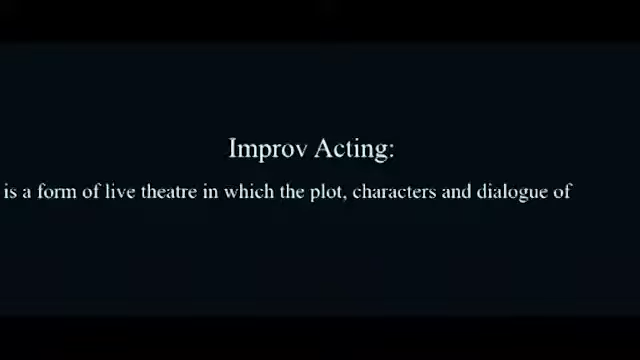 Improv Acting:
is a form of live theatre in which the plot, characters and dialogue of